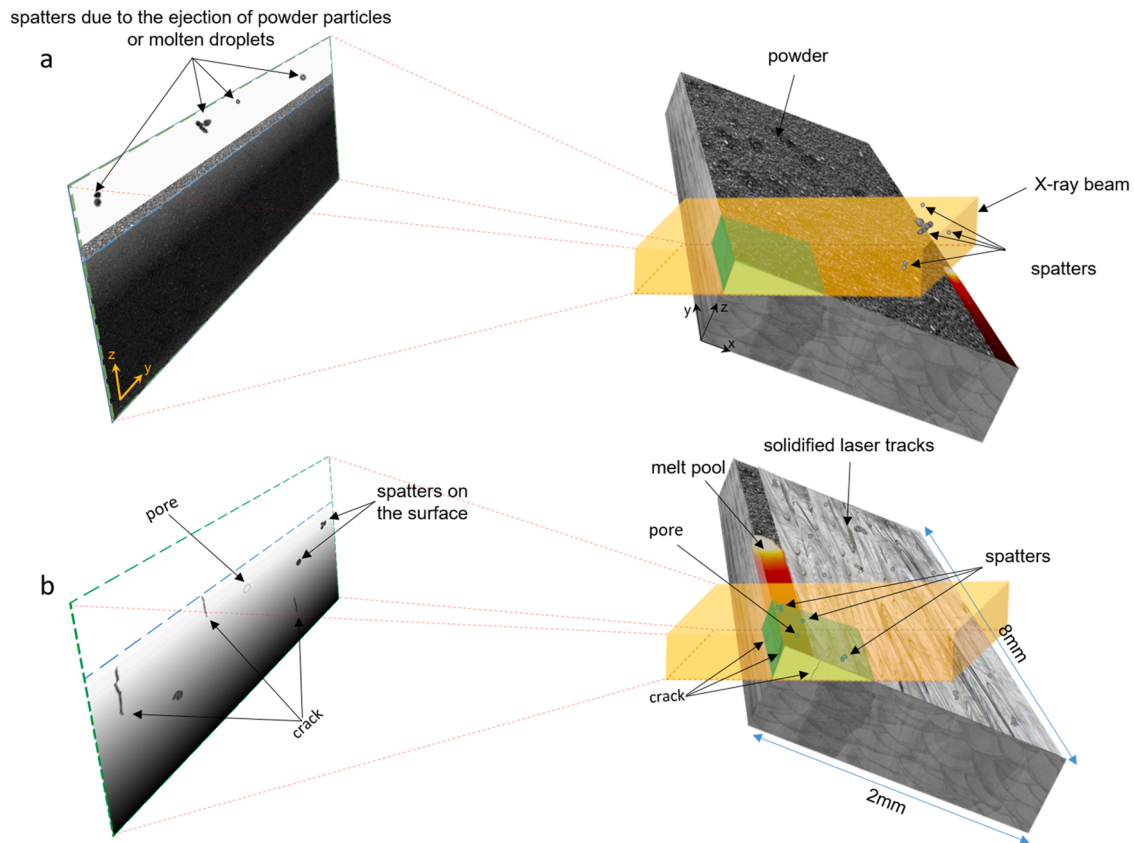 spatters due to the ejection of powder particles
or molten droplets
a
powder
X-ray beam
spatters
y
z
x
z
y
solidified laser tracks
melt pool
pore
spatters on
the surface
pore
spatters
b
8mm
crack
crack
2mm